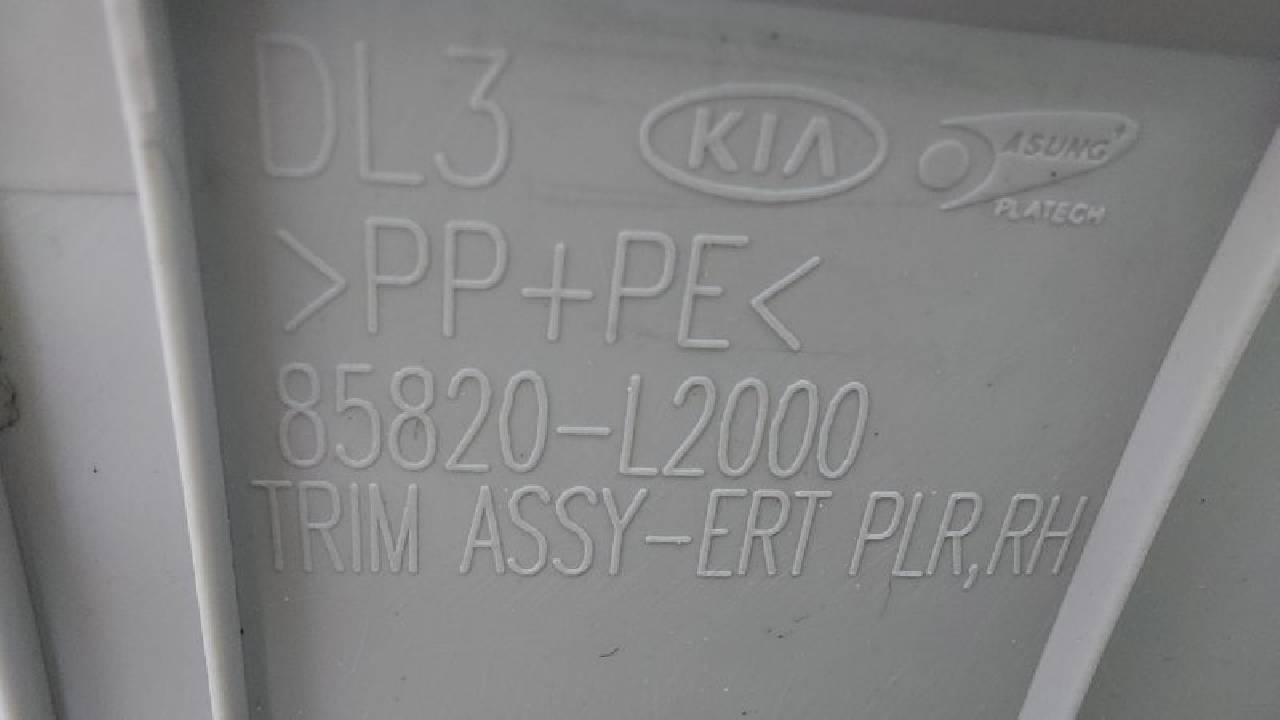 DL3 KIA ASUNG PLATECH
>PP+PE<
85820-L2000
TRIM ASSY-ERT PLR,RH